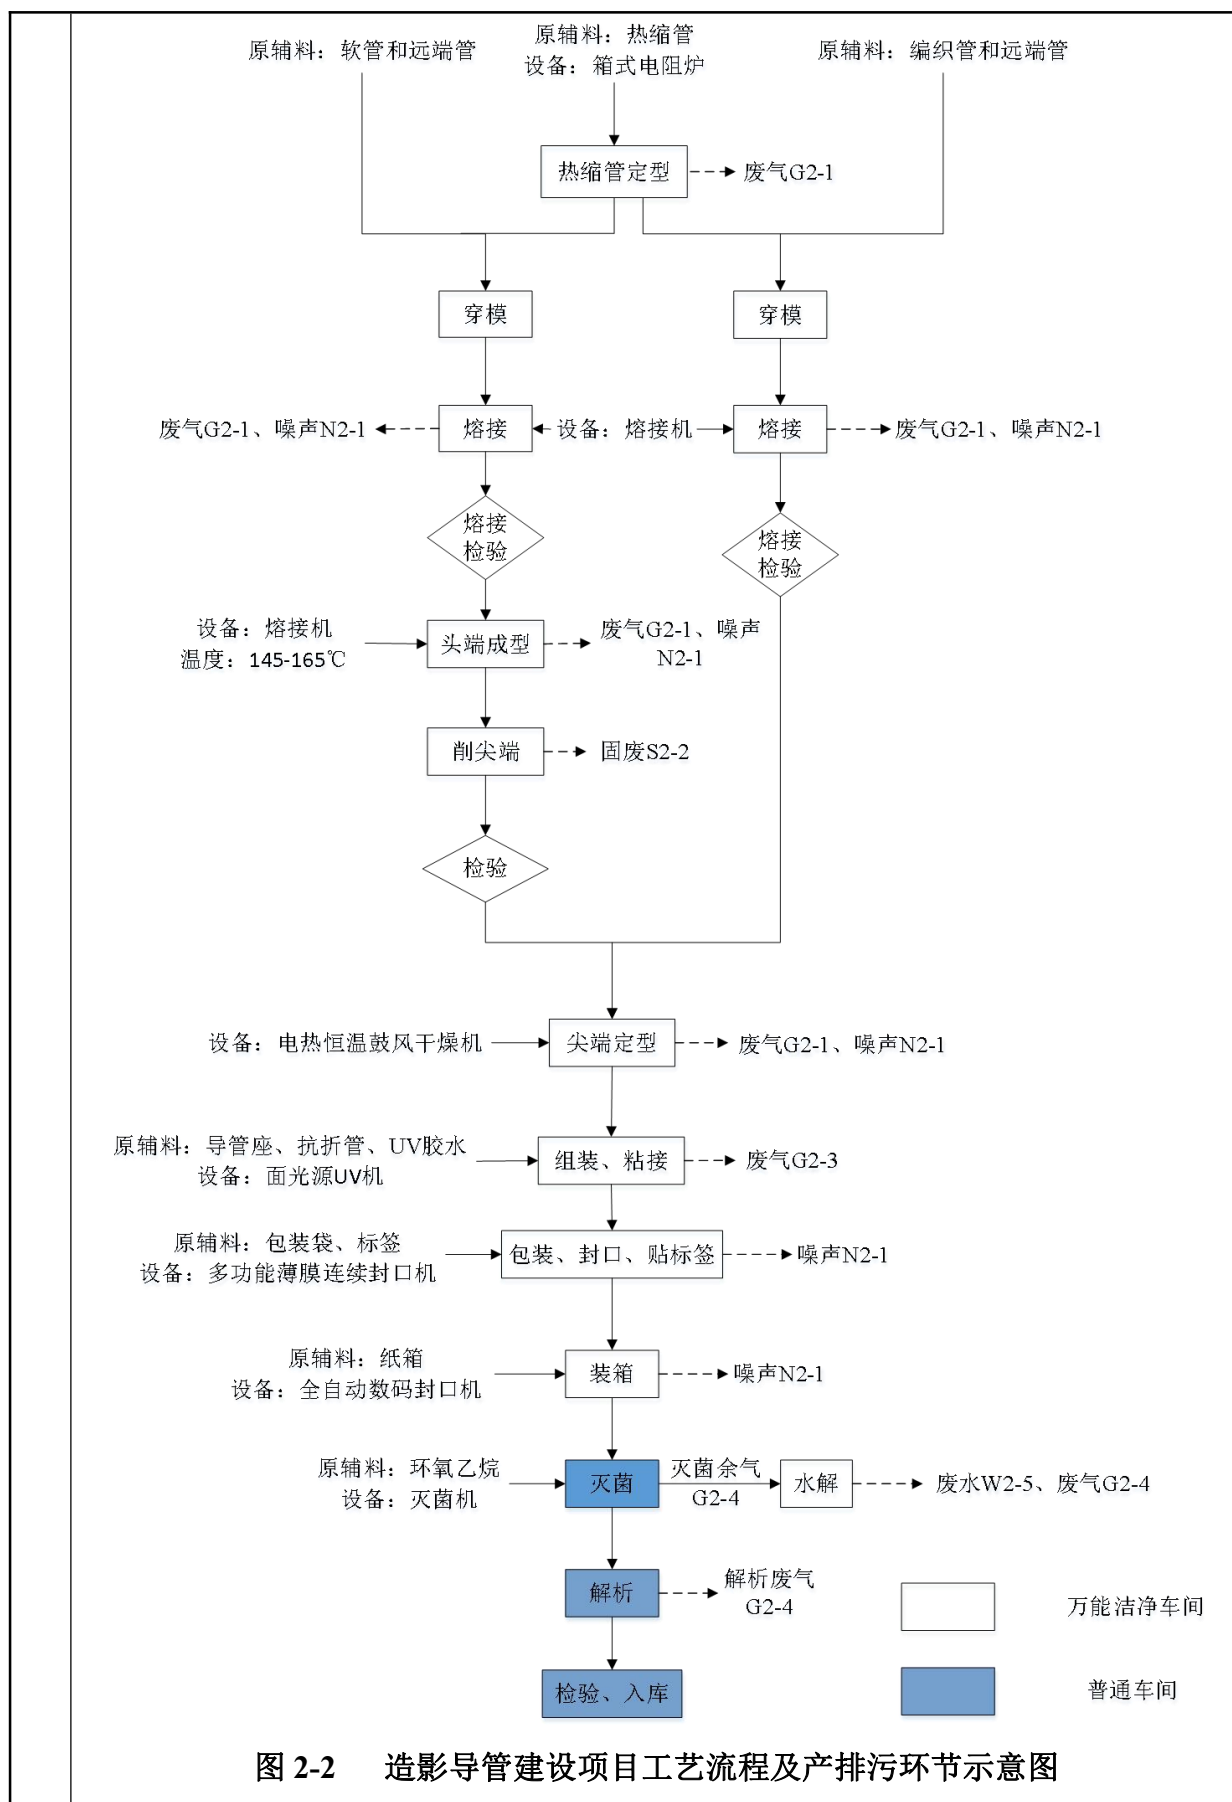 原辅料：软管和远端管
原辅料：热缩管
设备：箱式电阻炉
原辅料：编织管和远端管
热缩管定型
废气G2-1
穿模
穿模
废气G2-1、噪声N2-1
熔接
设备：熔接机
熔接
废气G2-1、噪声N2-1
熔接
检验
熔接
检验
设备：熔接机
温度：145-165℃
头端成型
废气G2-1、噪声
N2-1
削尖端
固废S2-2
检验
设备：电热恒温鼓风干燥机
尖端定型
废气G2-1、噪声N2-1
原辅料：导管座、抗折管、UV胶水
设备：面光源UV机
组装、粘接
废气G2-3
原辅料：包装袋、标签
设备：多功能薄膜连续封口机
包装、封口、贴标签
噪声N2-1
原辅料：纸箱
设备：全自动数码封口机
装箱
噪声N2-1
原辅料：环氧乙烷
设备：灭菌机
灭菌
灭菌余气
G2-4
水解
废水W2-5、废气G2-4
解析
解析废气
G2-4
万能洁净车间
检验、入库
普通车间
图 2-2 造影导管建设项目工艺流程及产排污环节示意图